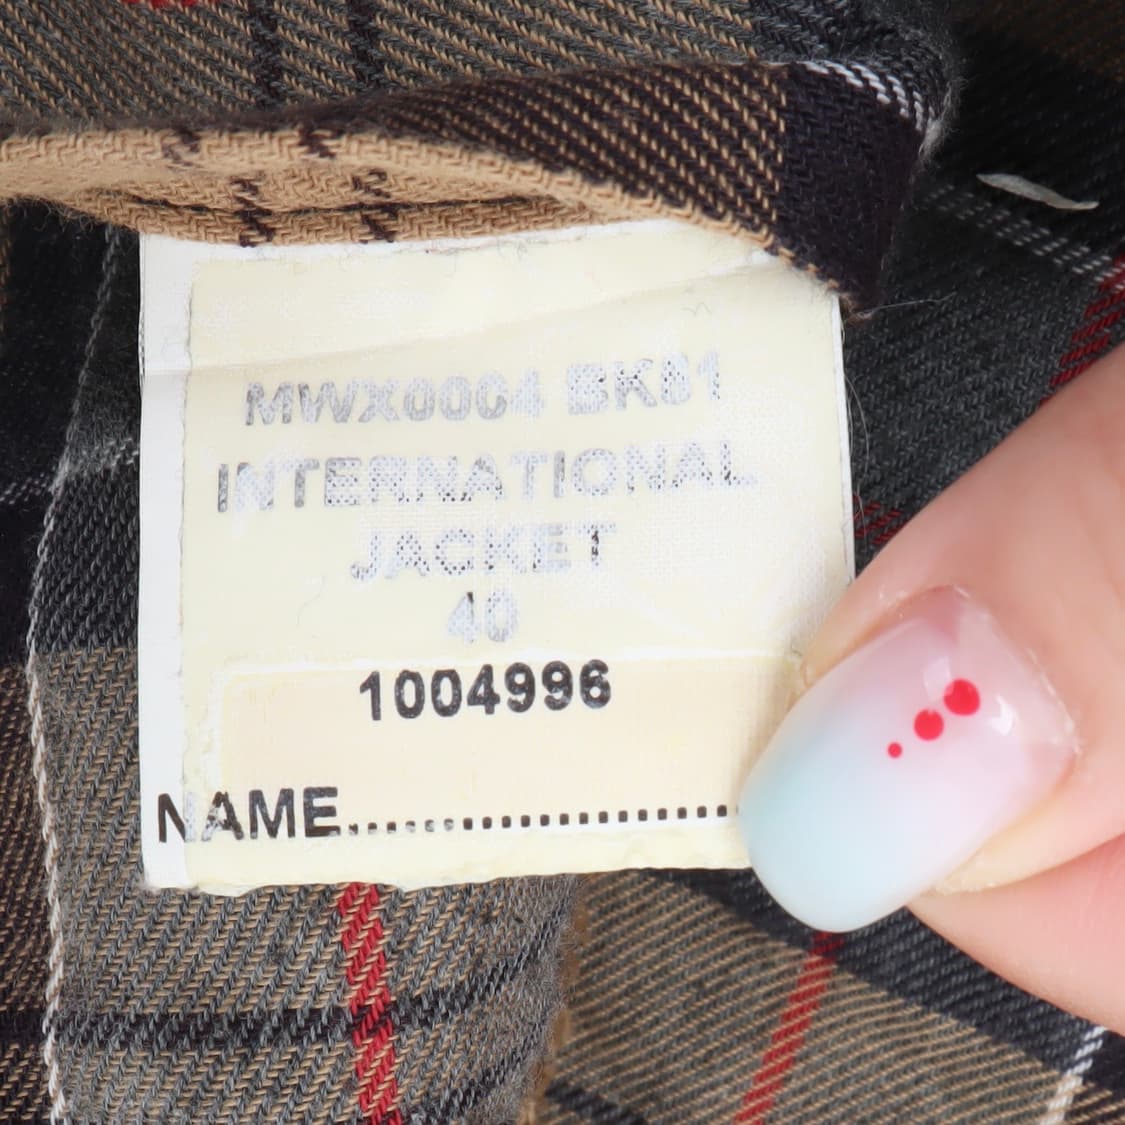 MWX0004 BK81
INTERNATIONAL
JACKET
40
1004996
NAME..............................